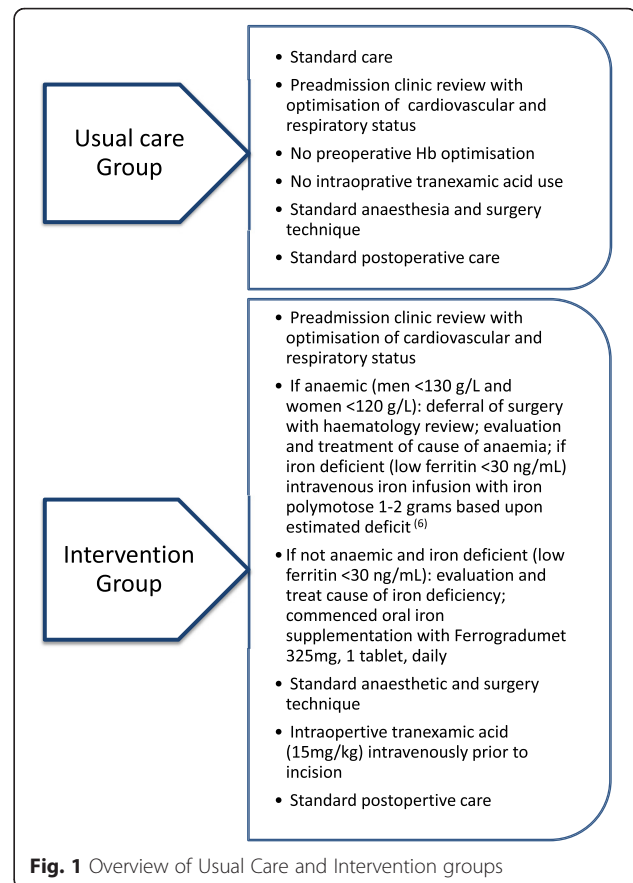 Usual care
Group
• Standard care
• Preadmission clinic review with
optimisation of cardiovascular and
respiratory status
• No preoperative Hb optimisation
• No intraoprative tranexamic acid use
• Standard anaesthesia and surgery
technique
• Standard postoperative care
Intervention
Group
• Preadmission clinic review with
optimisation of cardiovascular and
respiratory status
• If anaemic (men <130 g/L and
women <120 g/L): deferral of surgery
with haematology review; evaluation
and treatment of cause of anaemia; if
iron deficient (low ferritin <30 ng/mL)
intravenous iron infusion with iron
polymotose 1-2 grams based upon
estimated deficit (6)
• If not anaemic and iron deficient (low
ferritin <30 ng/mL): evaluation and
treat cause of iron deficiency;
commenced oral iron
supplementation with Ferrogradumet
325mg, 1 tablet, daily
• Standard anaesthetic and surgery
technique
• Intraopertive tranexamic acid
(15mg/kg) intravenously prior to
incision
• Standard postopertive care
Fig. 1 Overview of Usual Care and Intervention groups